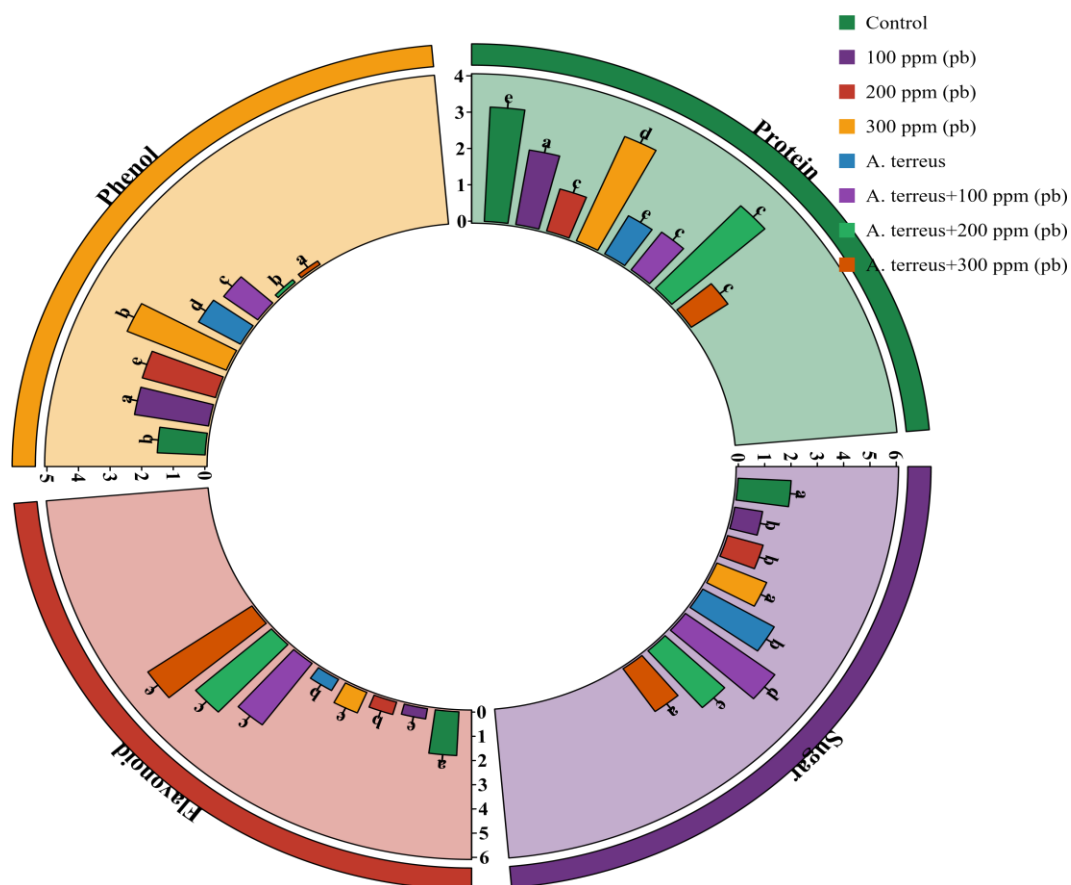 Control
100 ppm (pb)
200 ppm (pb)
300 ppm (pb)
A. terreus
A. terreus+100 ppm (pb)
A. terreus+200 ppm (pb)
A. terreus+300 ppm (pb)
Protein
4
3
2
1
0
e
a
c
d
e
c
c
c
Sugar
0
1
2
3
4
5
6
a
b
b
a
b
d
e
a
Flavonoid
0
1
2
3
4
5
6
a
e
b
e
b
c
c
c
Phenol
5
4
3
2
1
0
b
a
e
b
d
c
b
a